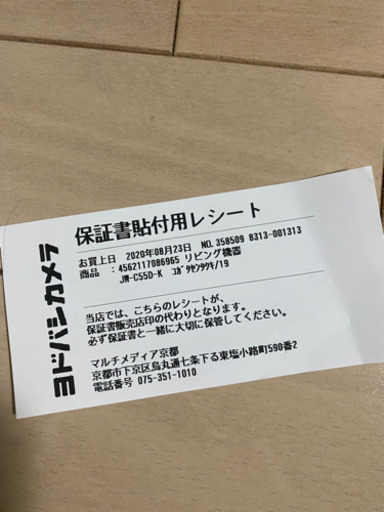 ヨドバシカメラ
保証書貼付用レシート
お買上日 2020年08月23日 NO.358509 8313-001313
商品 : 4562117086965 リビング機器
JW-C55D-K コガタセンタクキ/19
当店では、こちらのレシートが、
保証書販売店印の代わりとなります。
必ず保証書と一緒に大切に保管してください。
マルチメディア京都
京都市下京区烏丸通七条下る東塩小路町590番2
電話番号 075-351-1010